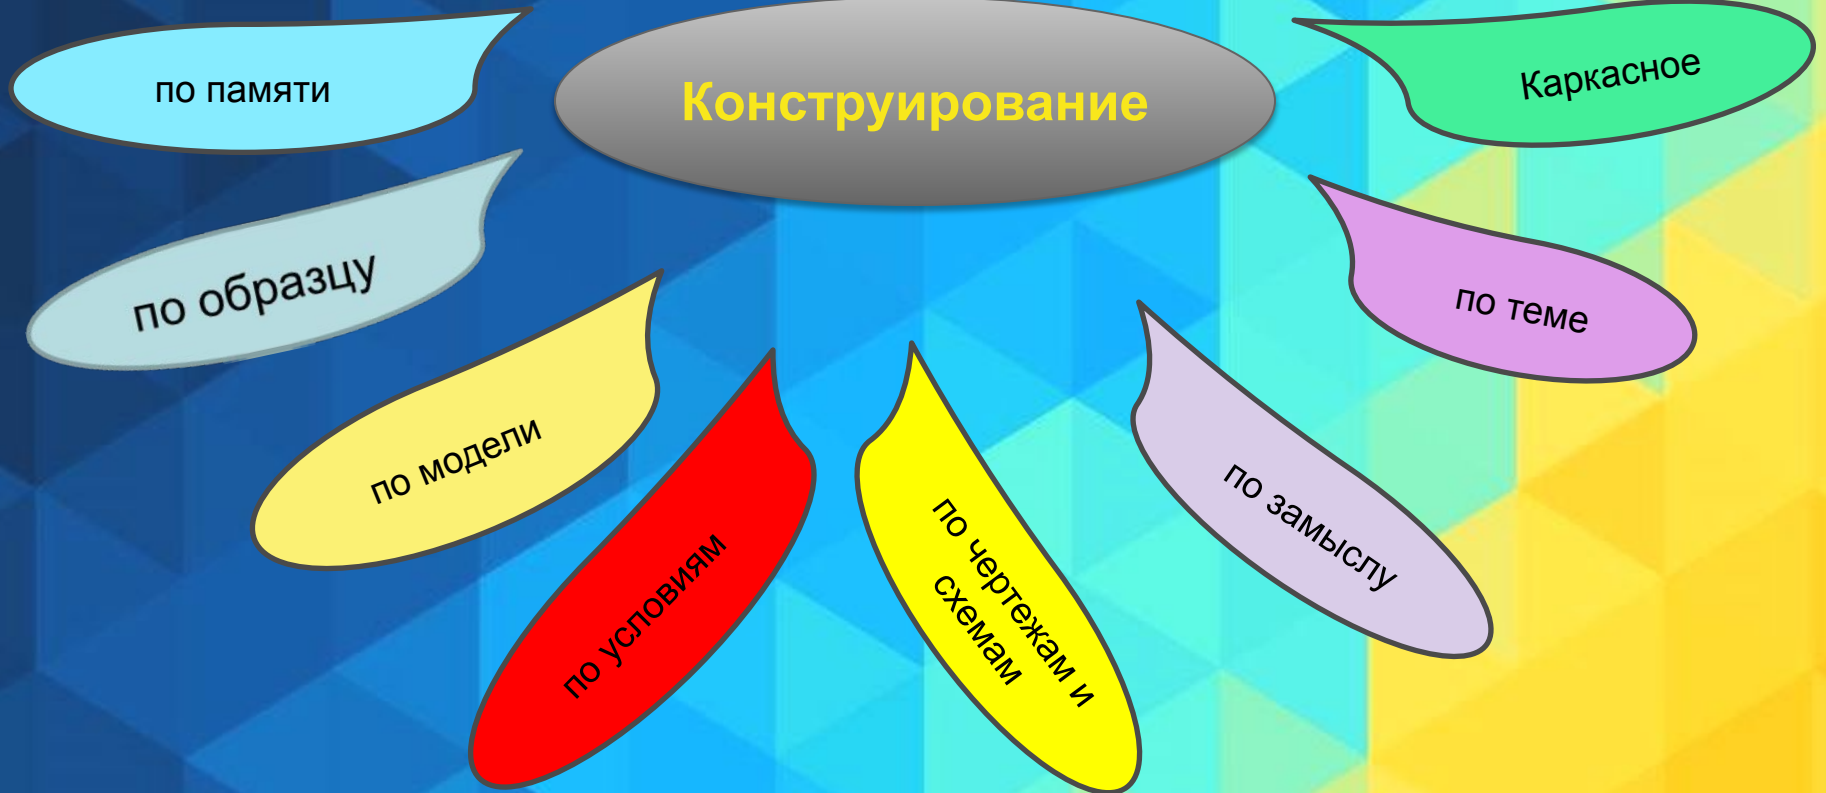 Конструирование
по памяти
по образцу
по модели
по условиям
по чертежам и
схемам
по замыслу
по теме
Каркасное